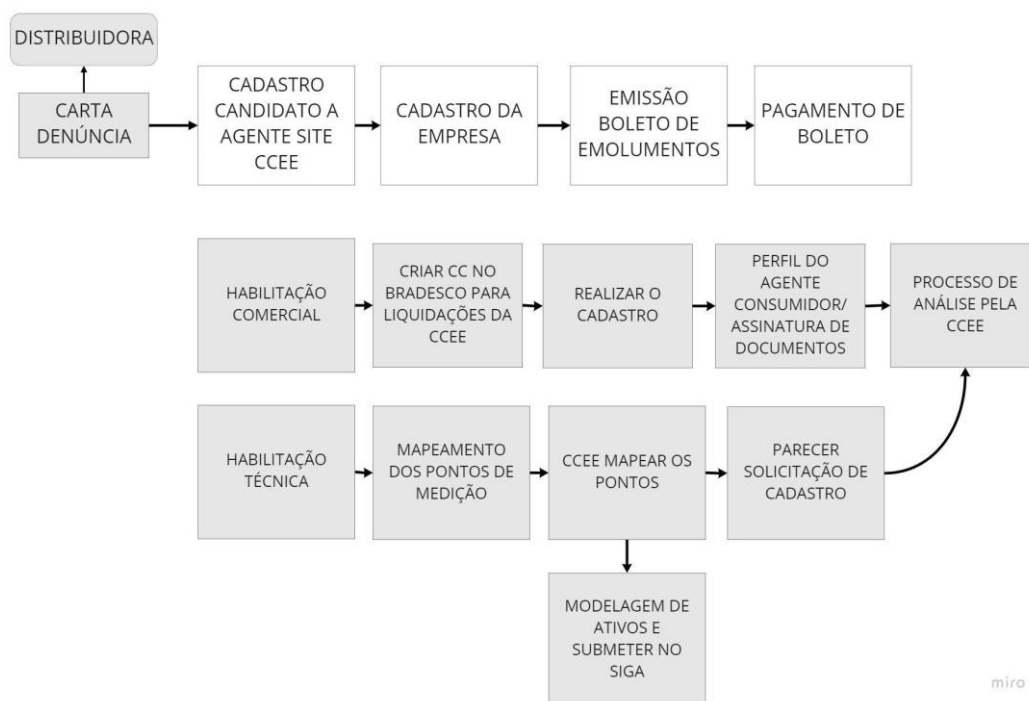 DISTRIBUIDORA
CARTA
DENÚNCIA
CADASTRO
CANDIDATO A
AGENTE SITE
CCEE
CADASTRO DA
EMPRESA
EMISSÃO
BOLETO DE
EMOLUMENTOS
PAGAMENTO DE
BOLETO
HABILITAÇÃO
COMERCIAL
CRIAR CC NO
BRADESCO PARA
LIQUIDAÇÕES DA
CCEE
REALIZAR O
CADASTRO
PERFIL DO
AGENTE
CONSUMIDOR/
ASSINATURA DE
DOCUMENTOS
PROCESSO DE
ANÁLISE PELA
CCEE
HABILITAÇÃO
TÉCNICA
MAPEAMENTO
DOS PONTOS DE
MEDIÇÃO
CCEE MAPEAR OS
PONTOS
PARECER
SOLICITAÇÃO DE
CADASTRO
MODELAGEM DE
ATIVOS E
SUBMETER NO
SIGA
miro